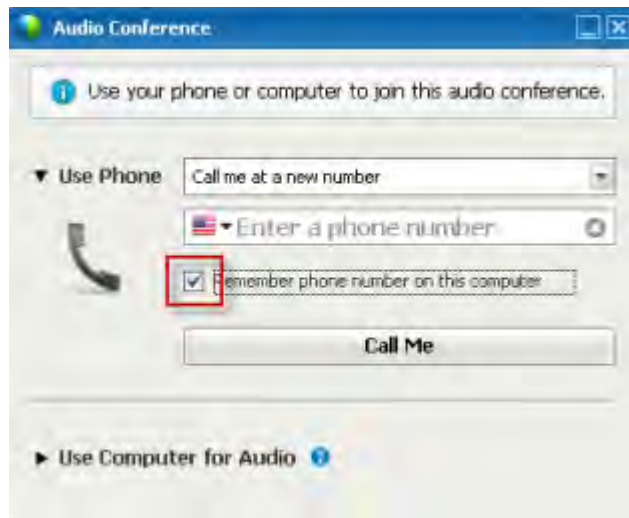 Audio Conference
Use your phone or computer to join this audio conference.
Use Phone
Call me at a new number
Enter a phone number
Remember phone number on this computer
Call Me
Use Computer for Audio